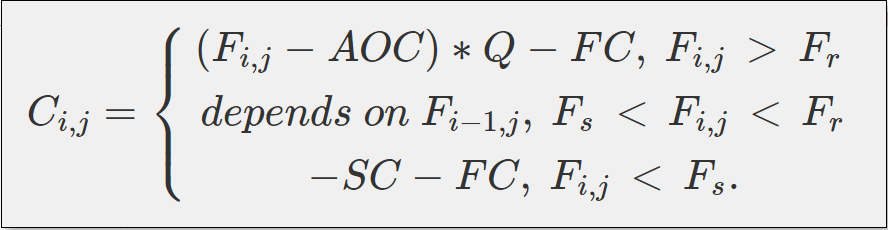 (F_{i,j} − AOC) ∗ Q − FC, F_{i,j} > F_r
C_{i,j} = { depends on F_{i−1,j}, F_s < F_{i,j} < F_r
−SC − FC, F_{i,j} < F_s.